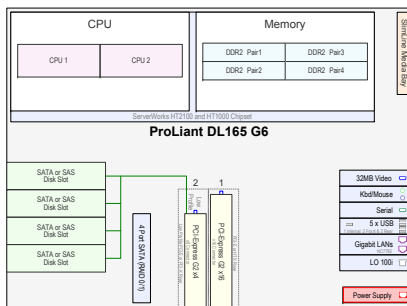 CPU
Memory
CPU 1
CPU 2
DDR2 Pair1
DDR2 Pair3
DDR2 Pair2
DDR2 Pair4
SlimLine Media Bay
ServerWorks HT2100 and HT1000 Chipset
ProLiant DL165 G6
SATA or SAS
Disk Slot
SATA or SAS
Disk Slot
SATA or SAS
Disk Slot
SATA or SAS
Disk Slot
4 Port SATA (RAID 0/1)
2
1
Low
Profile
PCI-Express G2 x4
PCI-Express G2 x16
32MB Video
Kbd/Mouse
Serial
5 x USB
Gigabit LANs
LO 100i
Power Supply